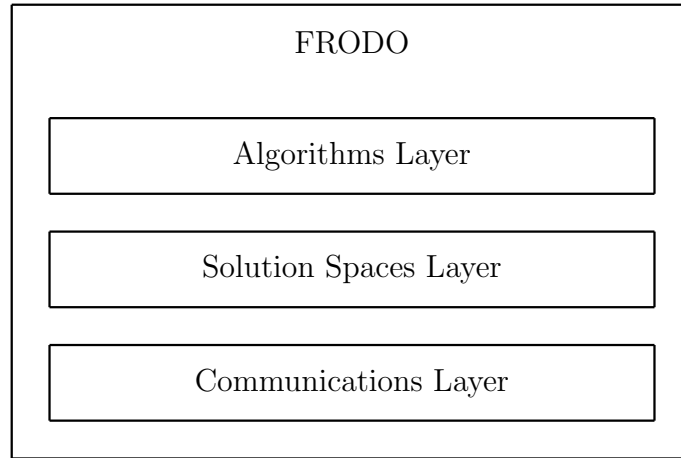 FRODO
Algorithms Layer
Solution Spaces Layer
Communications Layer